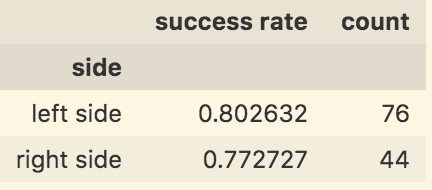 success rate count
side
left side 0.802632 76
right side 0.772727 44